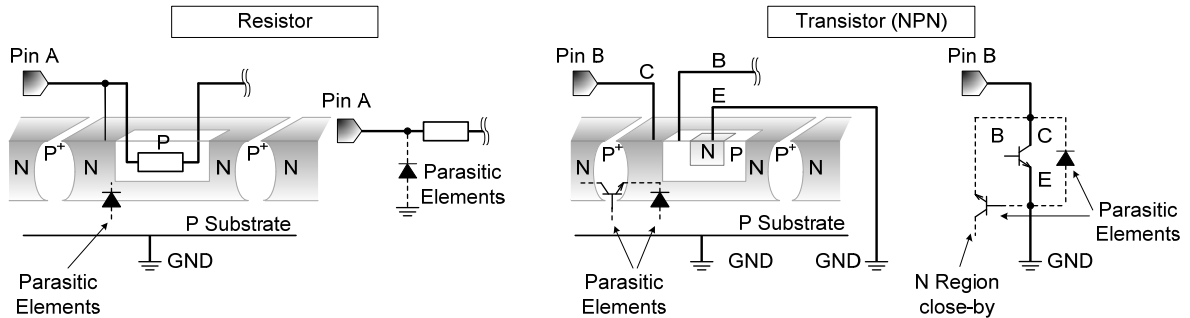 Resistor
Transistor (NPN)
Pin A
Pin A
Pin B
C
B
E
Pin B
N
P+
N
P
N
P+
N
Parasitic
Elements
P Substrate
GND
Parasitic
Elements
N
P+
N
N
P
N
P+
N
P Substrate
GND
GND
Parasitic
Elements
B
C
E
Parasitic
Elements
GND
N Region
close-by